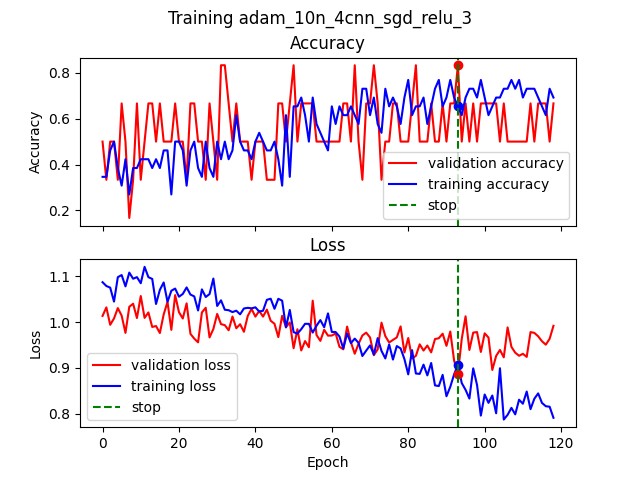 Training adam_10n_4cnn_sgd_relu_3
Accuracy
0.8
0.6
0.4
0.2
Accuracy
validation accuracy
training accuracy
stop
Loss
1.1
1.0
0.9
0.8
Loss
validation loss
training loss
stop
0 20 40 60 80 100 120
Epoch